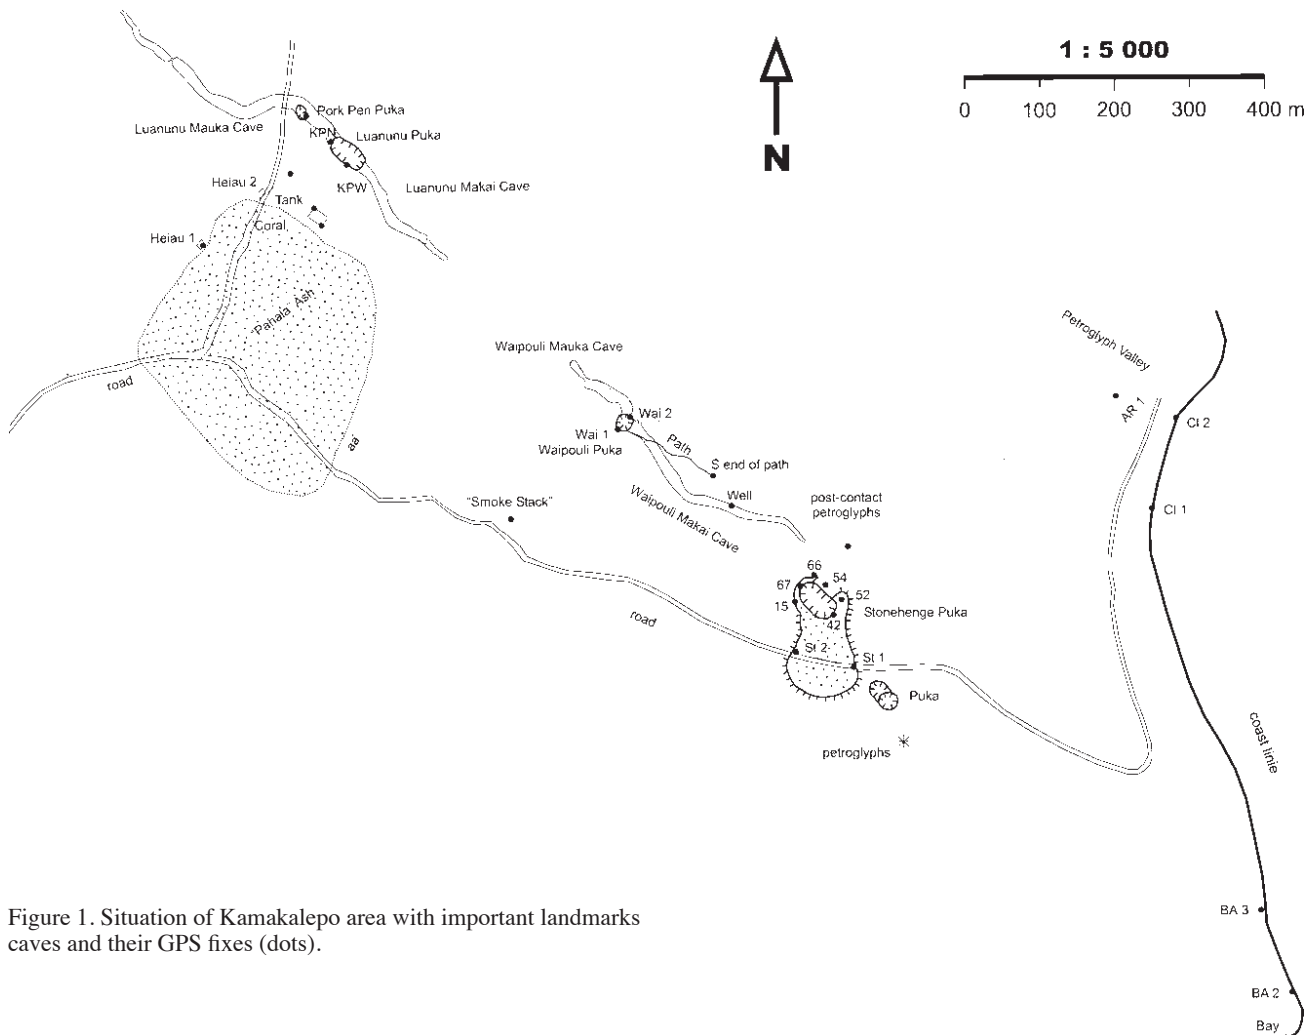 1 : 5 000
0 100 200 300 400 m
N
Pork Pen Puka
Luanunu Mauka Cave
KPN
Luanunu Puka
Heiau 2
KPW
Luanunu Makai Cave
Tank
Coral
Heiau 1
"Pahala" Ash
road
aai
Waipouli Mauka Cave
Wai 2
Wai 1
Waipouli Puka
Path
$ end of path
Well
Waipouli Makai Cave
"Smoke Stack"
post-contact
petroglyphs
Petroglyph Valley
AR 1
Cl 2
Cl 1
66
67
54
15
52
42
Stonehenge Puka
road
St 2
St 1
Puka
petroglyphs
coast linie
BA 3
BA 2
Bay
Figure 1. Situation of Kamakalepo area with important landmarks
caves and their GPS fixes (dots).